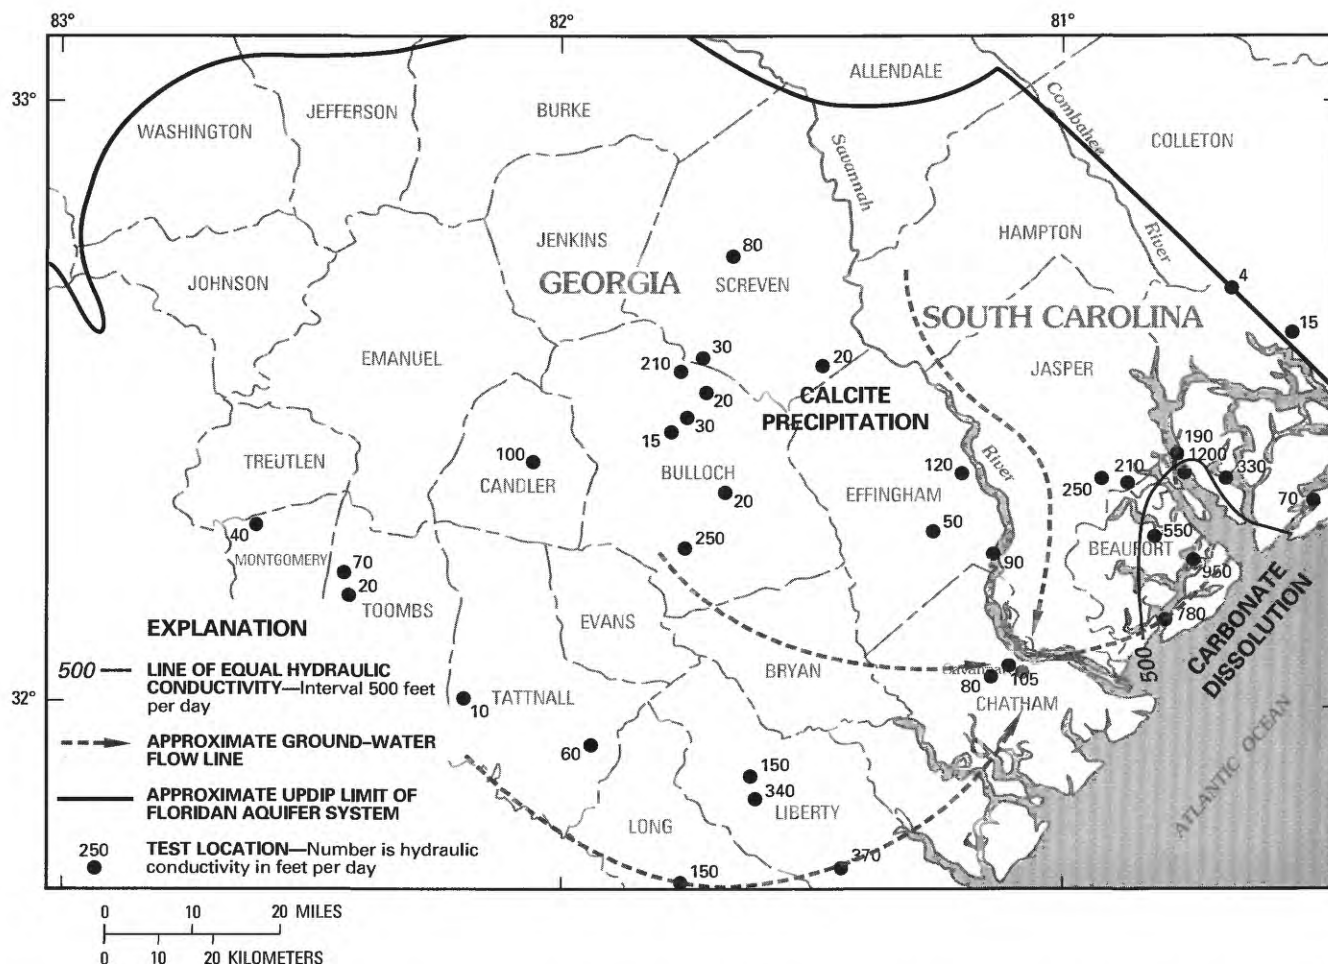 83°
82°
81°
33°
32°
ALLENDALE
JEFFERSON
BURKE
WASHINGTON
Combahee
COLLETON
Savannah
HAMPTON
River
JENKINS
80
SCREVEN
JOHNSON
GEORGIA
4
SOUTH CAROLINA
15
EMANUEL
30
210
20
JASPER
20
CALCITE
PRECIPITATION
30
15
190
1200
TREUTLEN
100
BULLOCH
120
River
210
330
CANDLER
EFFINGHAM
250
20
70
40
50
550
MONTGOMERY
250
90
BEAUFORT
950
70
20
TOOMBS
EVANS
780
CARBONATE
DISSOLUTION
500
BRYAN
Savannah
80
105
CHATHAM
TATTNALL
10
60
150
340
LIBERTY
LONG
ATLANTIC OCEAN
370
150
EXPLANATION
500 LINE OF EQUAL HYDRAULIC
CONDUCTIVITY—Interval 500 feet
per day
APPROXIMATE GROUND–WATER
FLOW LINE
APPROXIMATE UPDIP LIMIT OF
FLORIDAN AQUIFER SYSTEM
250 TEST LOCATION—Number is hydraulic
conductivity in feet per day
0 10 20 MILES
0 10 20 KILOMETERS